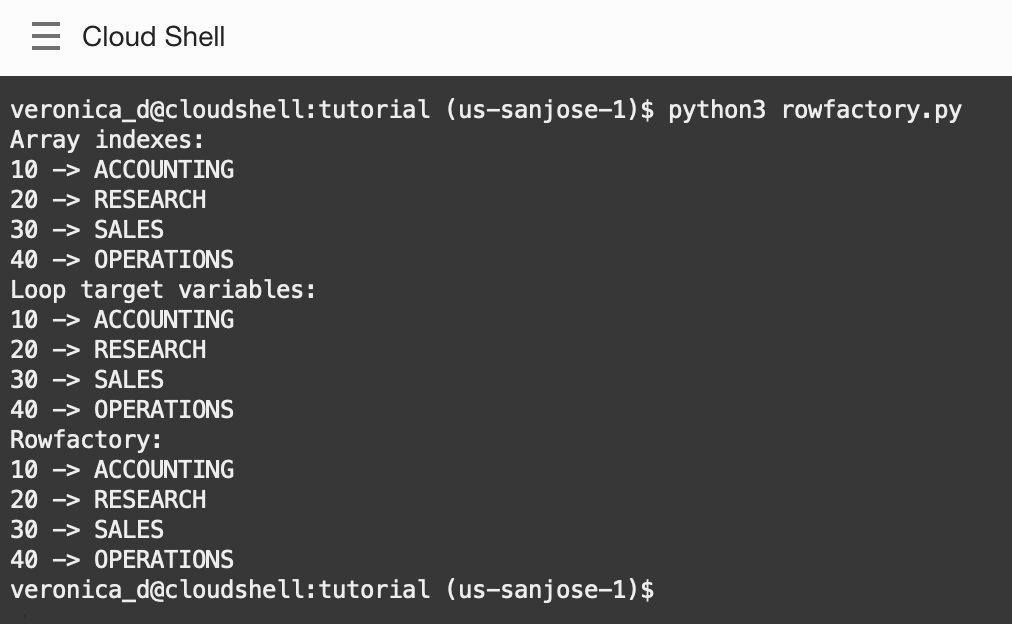 Cloud Shell
veronica_d@cloudshell:tutorial (us-sanjose-1)$ python3 rowfactory.py
Array indexes:
10 -> ACCOUNTING
20 -> RESEARCH
30 -> SALES
40 -> OPERATIONS
Loop target variables:
10 -> ACCOUNTING
20 -> RESEARCH
30 -> SALES
40 -> OPERATIONS
Rowfactory:
10 -> ACCOUNTING
20 -> RESEARCH
30 -> SALES
40 -> OPERATIONS
veronica_d@cloudshell:tutorial (us-sanjose-1)$